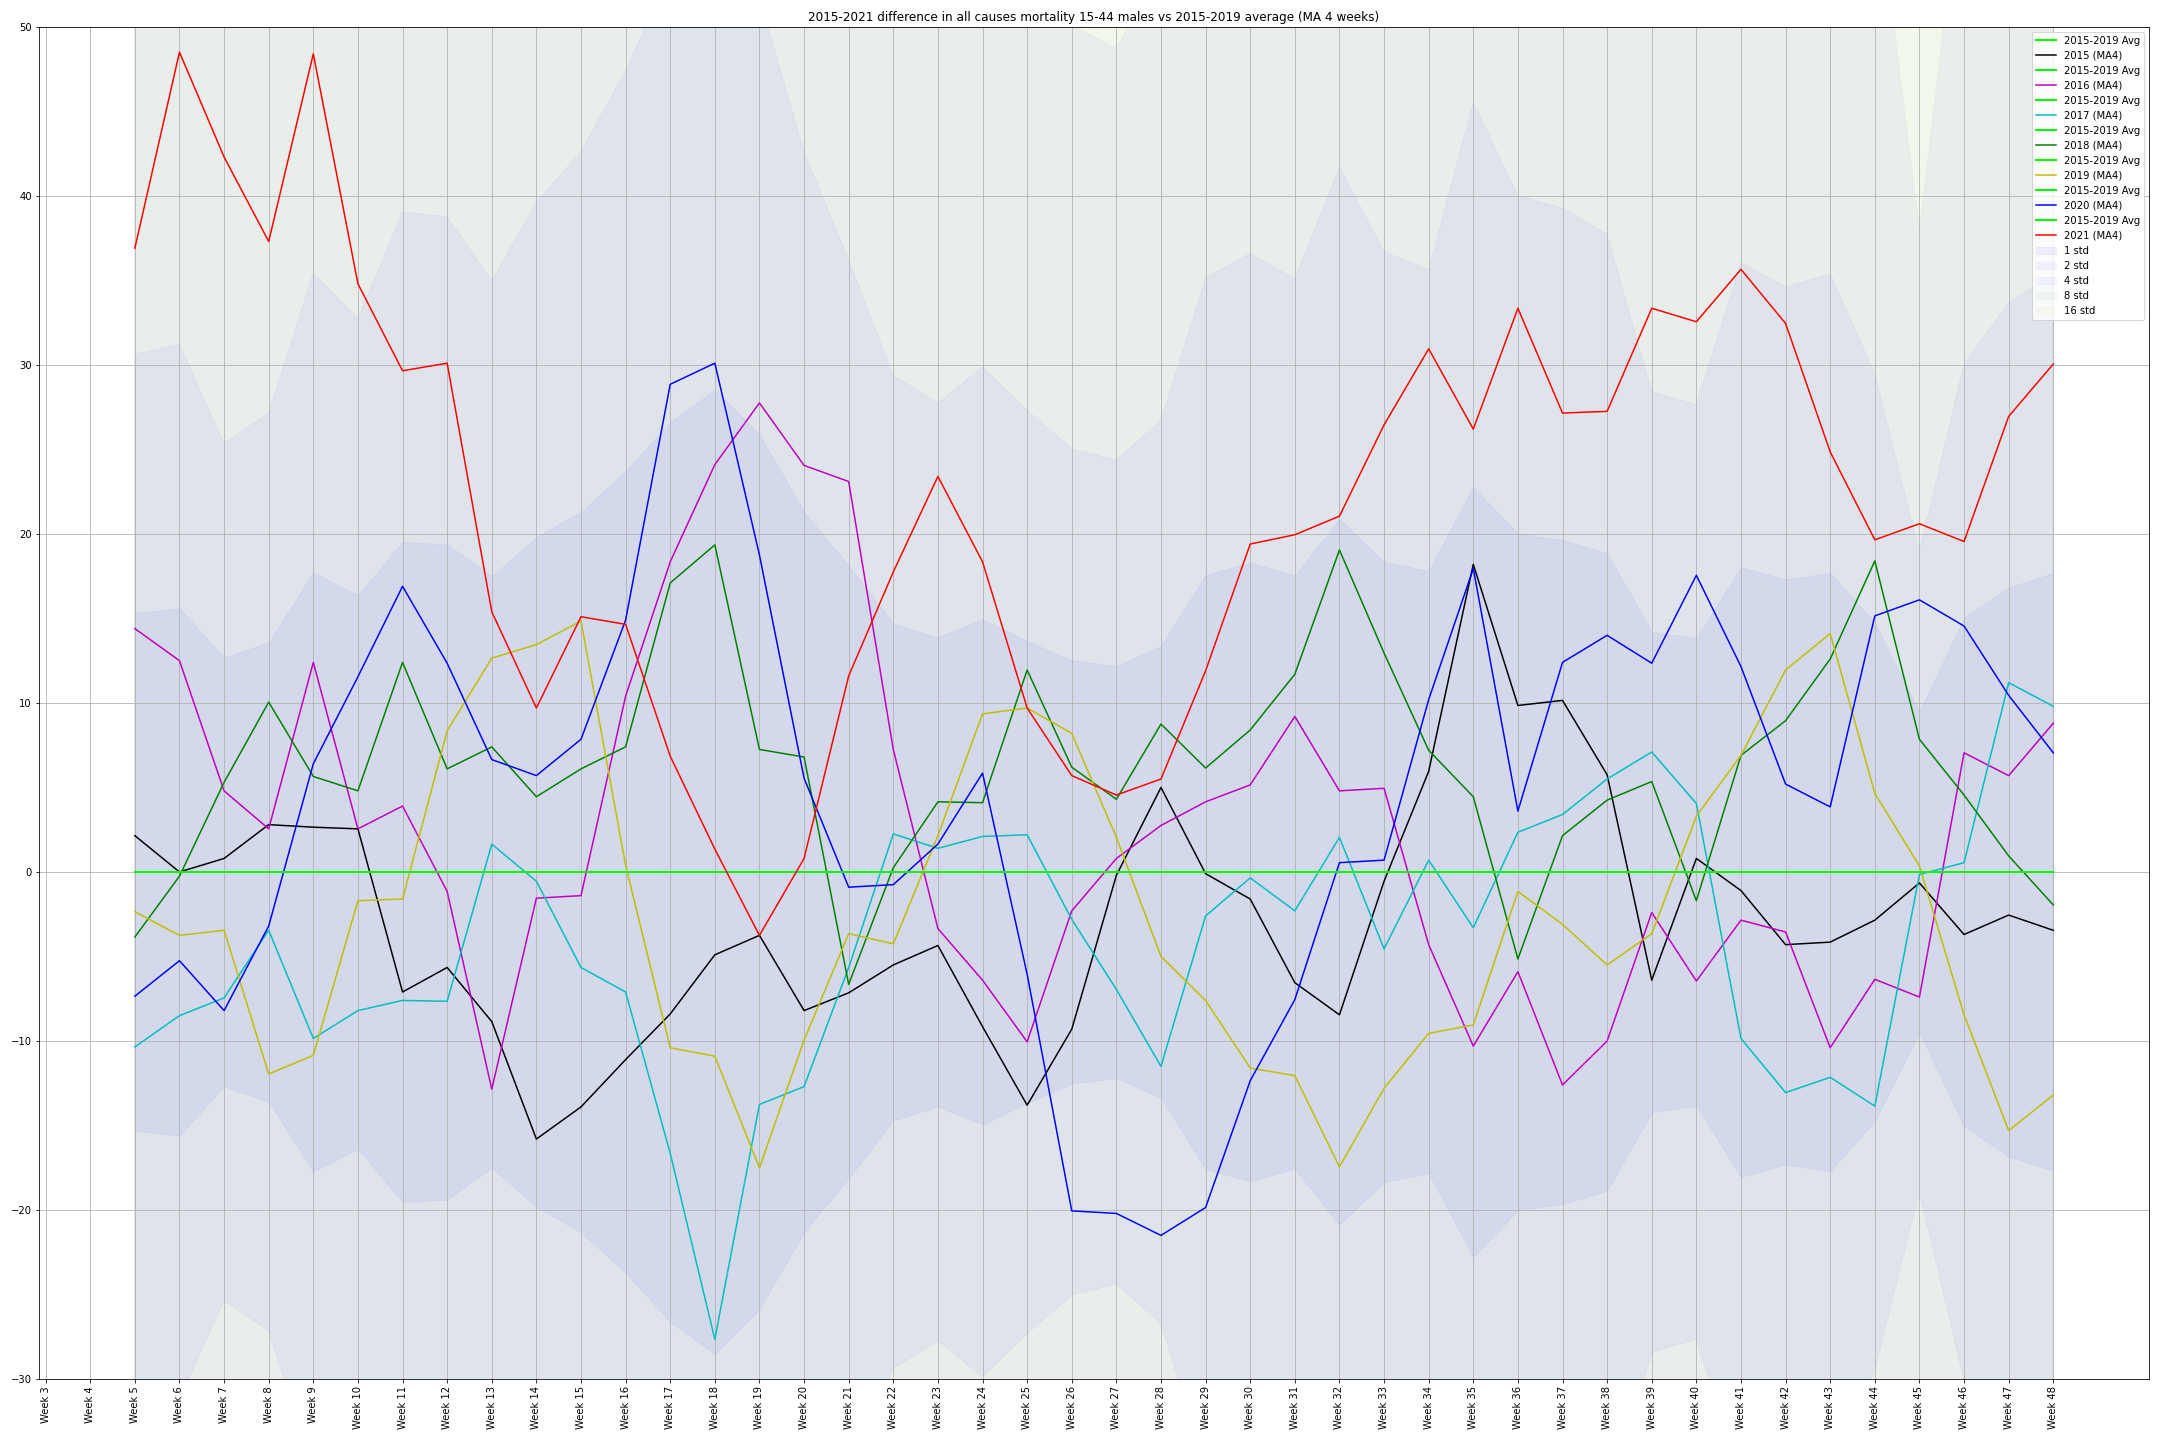 2015-2021 difference in all causes mortality 15-44 males vs 2015-2019 average (MA 4 weeks)
50
40
30
20
10
0
−10
−20
−30
2015-2019 Avg
2015 (MA4)
2015-2019 Avg
2016 (MA4)
2015-2019 Avg
2017 (MA4)
2015-2019 Avg
2018 (MA4)
2015-2019 Avg
2019 (MA4)
2015-2019 Avg
2020 (MA4)
2015-2019 Avg
2021 (MA4)
1 std
2 std
4 std
8 std
16 std
Week 3
Week 4
Week 5
Week 6
Week 7
Week 8
Week 9
Week 10
Week 11
Week 12
Week 13
Week 14
Week 15
Week 16
Week 17
Week 18
Week 19
Week 20
Week 21
Week 22
Week 23
Week 24
Week 25
Week 26
Week 27
Week 28
Week 29
Week 30
Week 31
Week 32
Week 33
Week 34
Week 35
Week 36
Week 37
Week 38
Week 39
Week 40
Week 41
Week 42
Week 43
Week 44
Week 45
Week 46
Week 47
Week 48